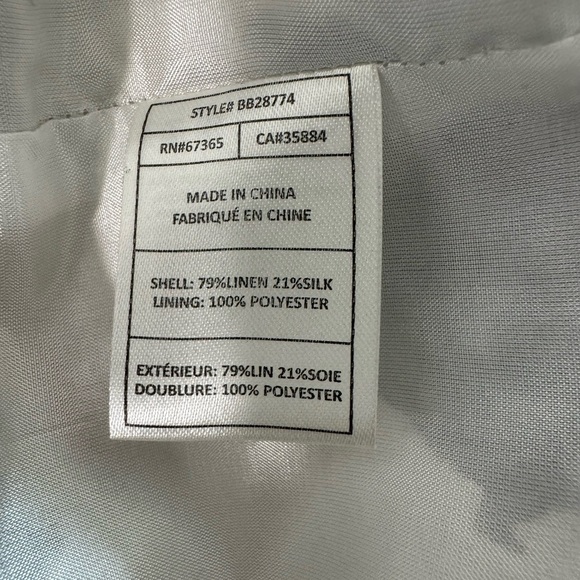 STYLE# BB28774
RN#67365 CA#35884
MADE IN CHINA
FABRIQUÉ EN CHINE
SHELL: 79%LINEN 21%SILK
LINING: 100% POLYESTER
EXTÉRIEUR: 79%LIN 21%SOIE
DOUBLURE: 100% POLYESTER